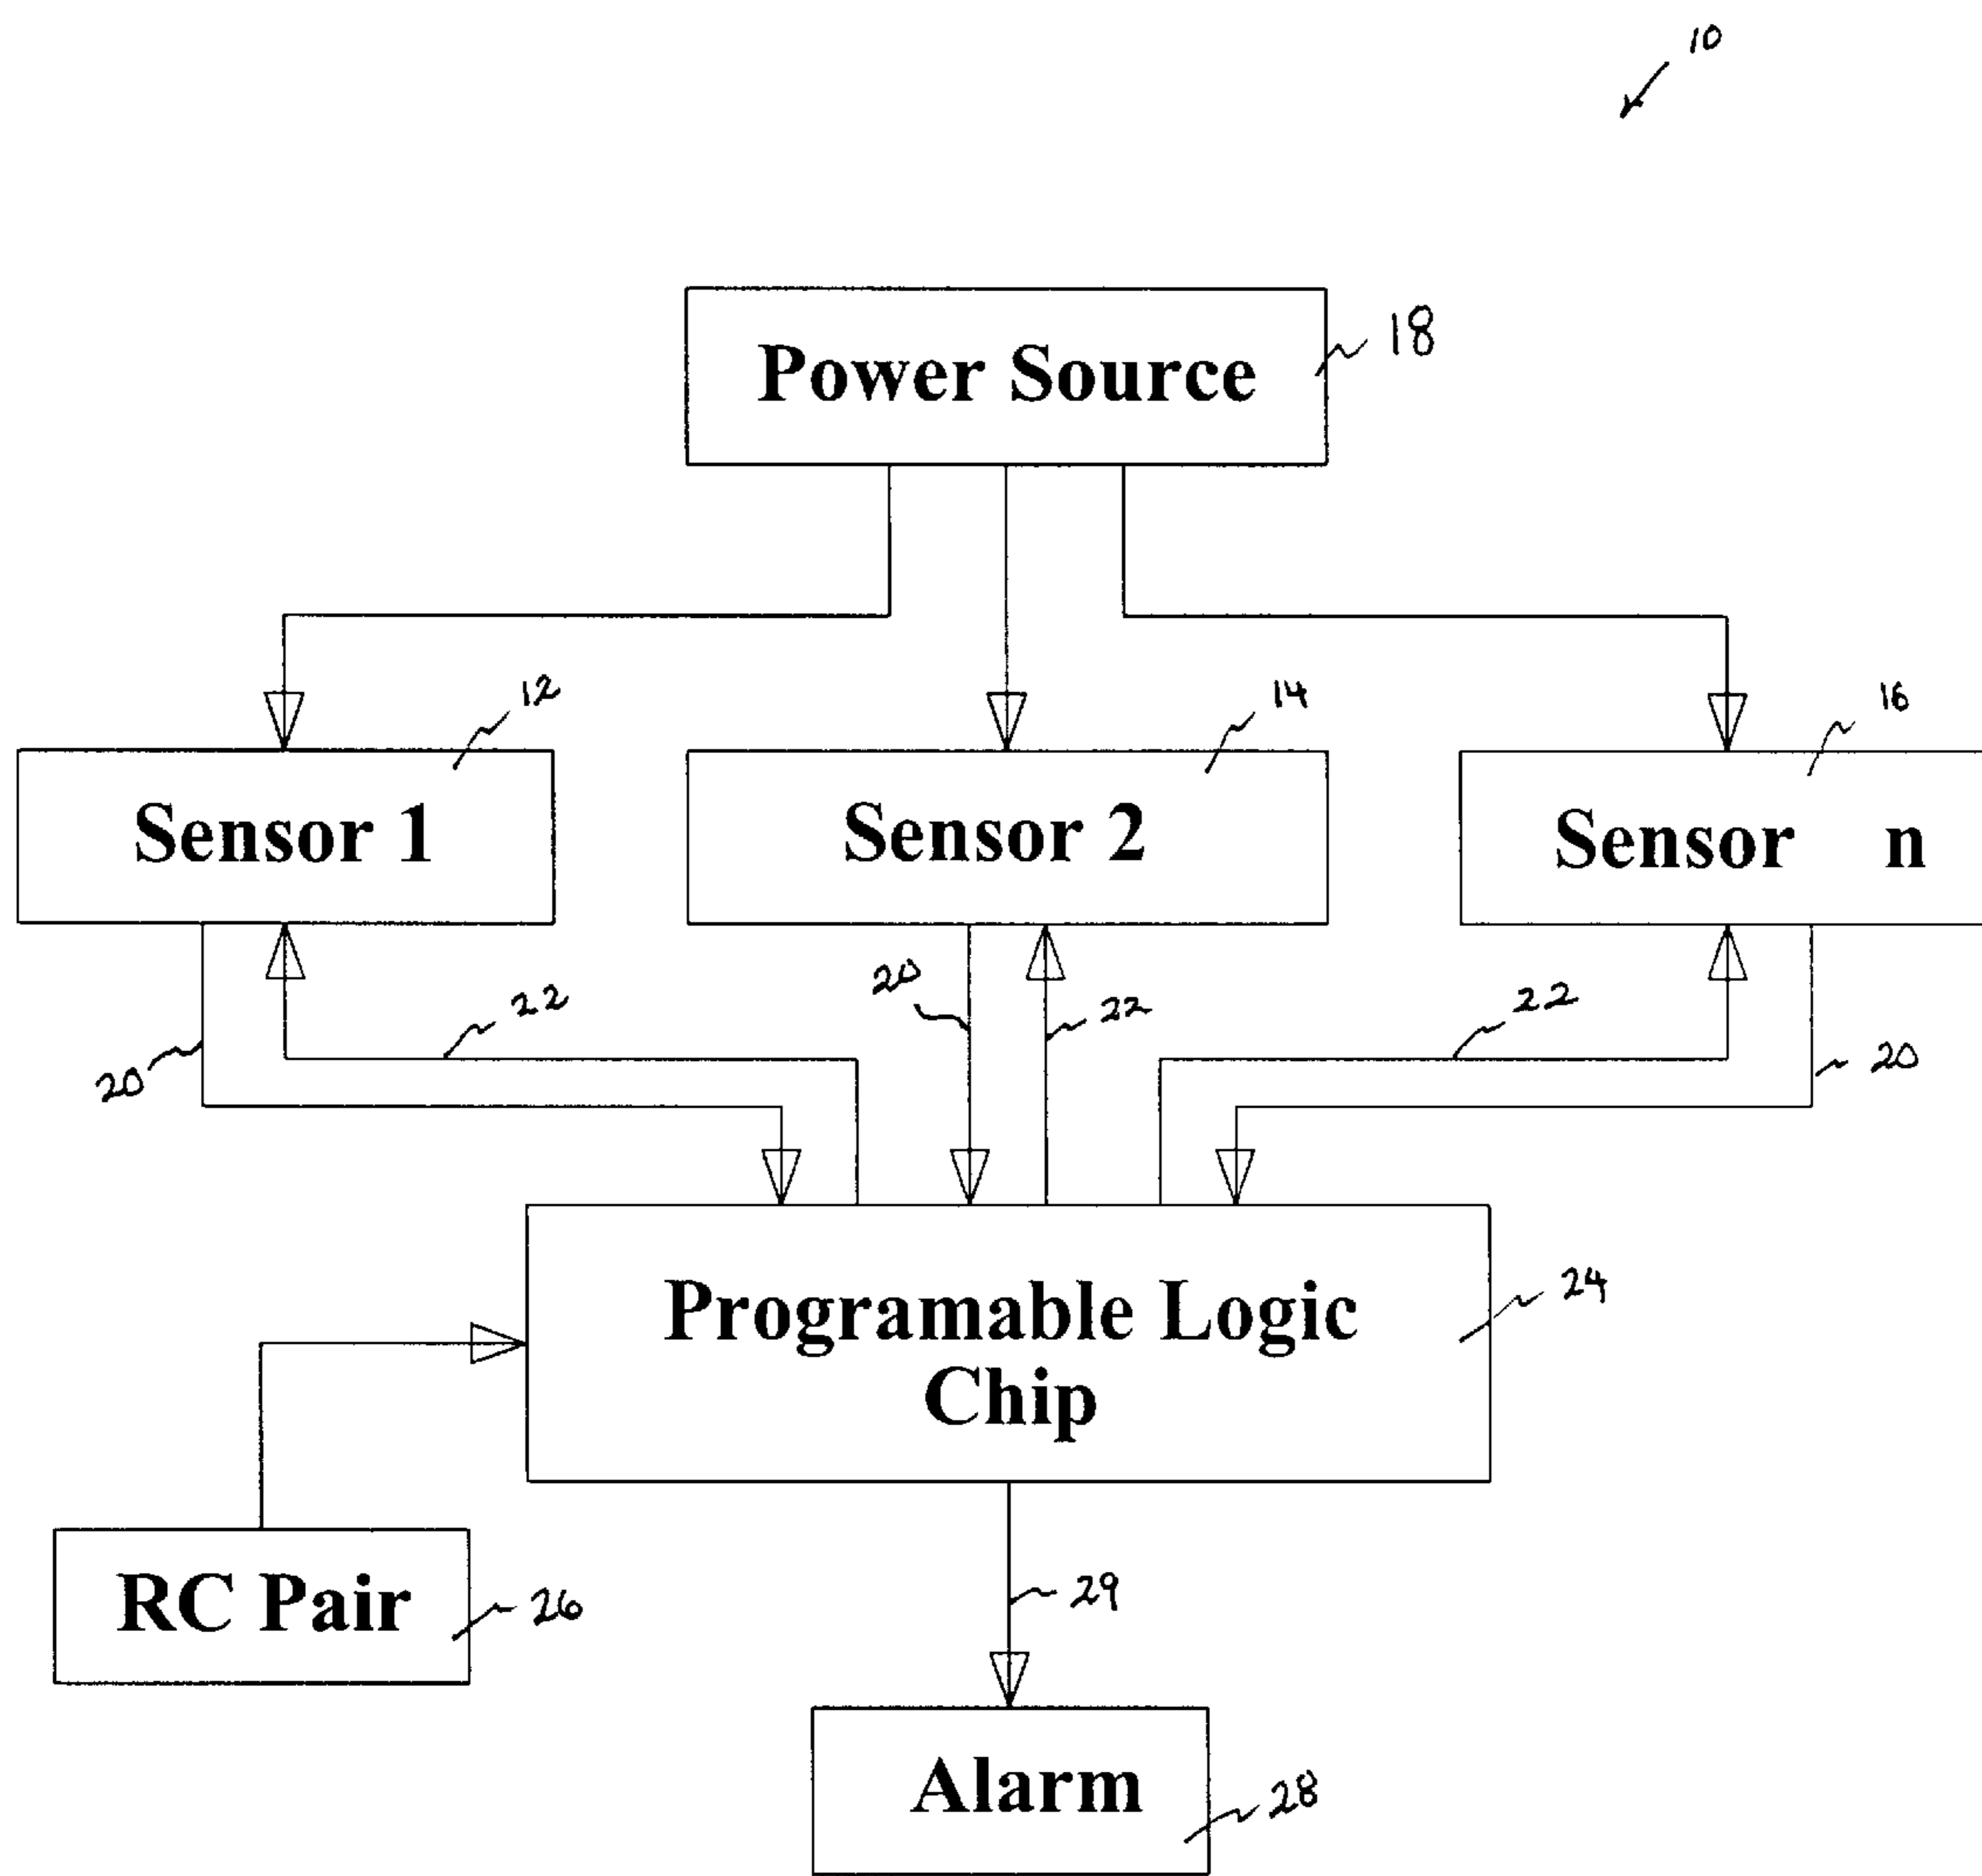 10
Power Source
18
12
14
16
Sensor 1
Sensor 2
Sensor n
20
22
20
22
22
20
Programable Logic
Chip
24
RC Pair
26
29
Alarm
28